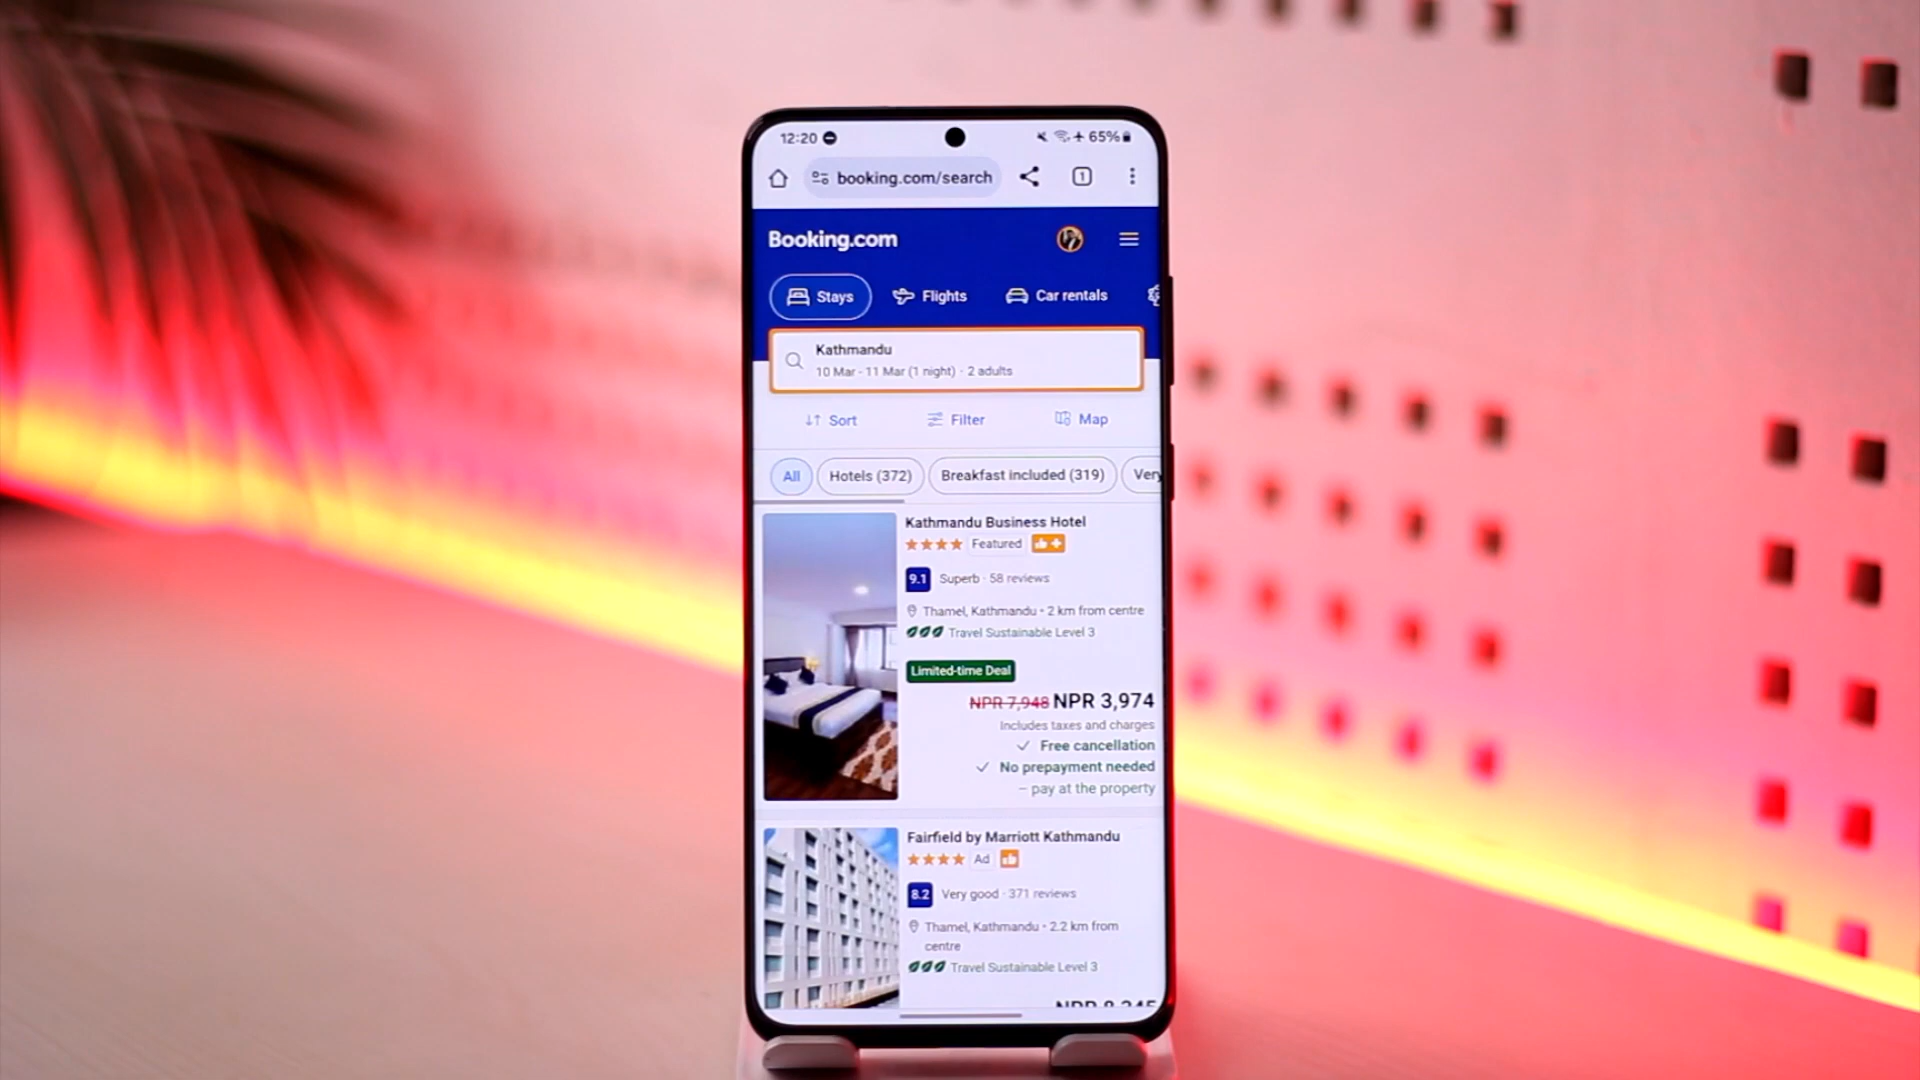 12:20
65%
booking.com/search
1
Booking.com
Stays
Flights
Car rentals
Kathmandu
10 Mar - 11 Mar (1 night) · 2 adults
Sort
Filter
Map
All
Hotels (372)
Breakfast included (319)
Very
Kathmandu Business Hotel
Featured
9.1
Superb · 58 reviews
Thamel, Kathmandu • 2 km from centre
Travel Sustainable Level 3
Limited-time Deal
NPR 7,948 NPR 3,974
Includes taxes and charges
Free cancellation
No prepayment needed
– pay at the property
Fairfield by Marriott Kathmandu
Ad
8.2
Very good · 371 reviews
Thamel, Kathmandu • 2.2 km from
centre
Travel Sustainable Level 3